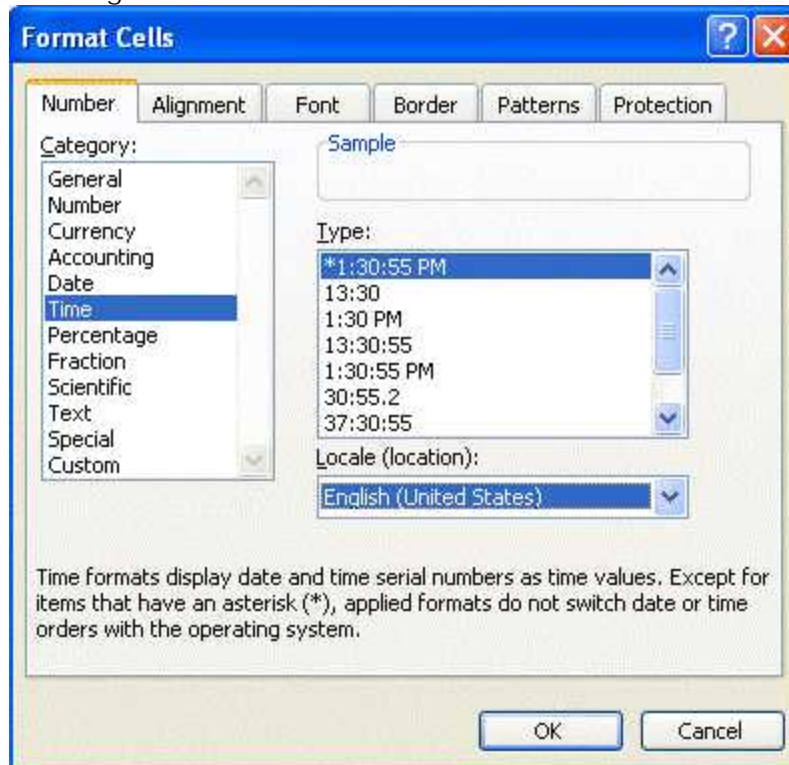 Format Cells
Number Alignment Font Border Patterns Protection
Category:
General
Number
Currency
Accounting
Date
Time
Percentage
Fraction
Scientific
Text
Special
Custom
Sample
Type:
*1:30:55 PM
13:30
1:30 PM
13:30:55
1:30:55 PM
30:55.2
37:30:55
Locale (location):
English (United States)
Time formats display date and time serial numbers as time values. Except for
items that have an asterisk (*), applied formats do not switch date or time
orders with the operating system.
OK Cancel